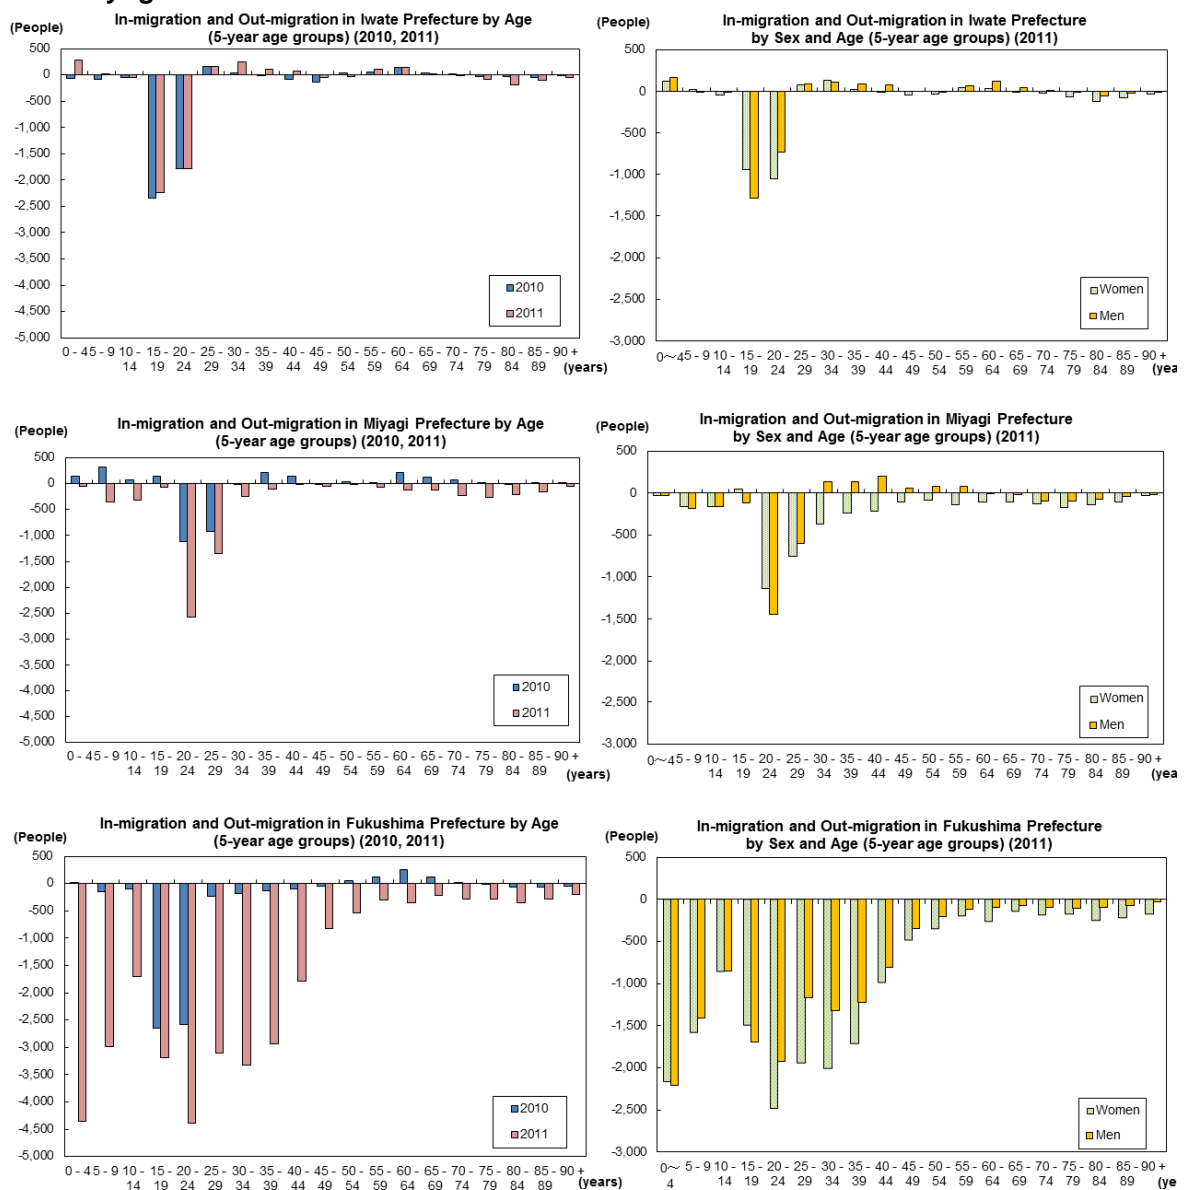 In-migration and Out-migration in Iwate Prefecture by Age
(5-year age groups) (2010, 2011)
(People)
500
0
-500
-1,000
-1,500
-2,000
-2,500
-3,000
-3,500
-4,000
-4,500
-5,000
2010
2011
0 - 4 5 - 9 10 - 15 - 20 - 25 - 30 - 35 - 40 - 45 - 50 - 55 - 60 - 65 - 70 - 75 - 80 - 85 - 90 +
14 19 24 29 34 39 44 49 54 59 64 69 74 79 84 89 (years)
In-migration and Out-migration in Iwate Prefecture
by Sex and Age (5-year age groups) (2011)
(People)
500
0
-500
-1,000
-1,500
-2,000
-2,500
-3,000
Women
Men
0～4 5 - 9 10 - 15 - 20 - 25 - 30 - 35 - 40 - 45 - 50 - 55 - 60 - 65 - 70 - 75 - 80 - 85 - 90 +
14 19 24 29 34 39 44 49 54 59 64 69 74 79 84 89 (yea
In-migration and Out-migration in Miyagi Prefecture by Age
(5-year age groups) (2010, 2011)
(People)
500
0
-500
-1,000
-1,500
-2,000
-2,500
-3,000
-3,500
-4,000
-4,500
-5,000
2010
2011
0 - 4 5 - 9 10 - 15 - 20 - 25 - 30 - 35 - 40 - 45 - 50 - 55 - 60 - 65 - 70 - 75 - 80 - 85 - 90 +
14 19 24 29 34 39 44 49 54 59 64 69 74 79 84 89 (years)
In-migration and Out-migration in Miyagi Prefecture
by Sex and Age (5-year age groups) (2011)
(People)
500
0
-500
-1,000
-1,500
-2,000
-2,500
-3,000
Women
Men
0～4 5 - 9 10 - 15 - 20 - 25 - 30 - 35 - 40 - 45 - 50 - 55 - 60 - 65 - 70 - 75 - 80 - 85 - 90 +
14 19 24 29 34 39 44 49 54 59 64 69 74 79 84 89 (yea
In-migration and Out-migration in Fukushima Prefecture by Age
(5-year age groups) (2010, 2011)
(People)
500
0
-500
-1,000
-1,500
-2,000
-2,500
-3,000
-3,500
-4,000
-4,500
-5,000
2010
2011
0 - 4 5 - 9 10 - 15 - 20 - 25 - 30 - 35 - 40 - 45 - 50 - 55 - 60 - 65 - 70 - 75 - 80 - 85 - 90 +
14 19 24 29 34 39 44 49 54 59 64 69 74 79 84 89 (years)
In-migration and Out-migration in Fukushima Prefecture
by Sex and Age (5-year age groups) (2011)
(People)
500
0
-500
-1,000
-1,500
-2,000
-2,500
-3,000
Women
Men
0～ 5 - 9 10 - 15 - 20 - 25 - 30 - 35 - 40 - 45 - 50 - 55 - 60 - 65 - 70 - 75 - 80 - 85 - 90 +
4 14 19 24 29 34 39 44 49 54 59 64 69 74 79 84 89 (yea